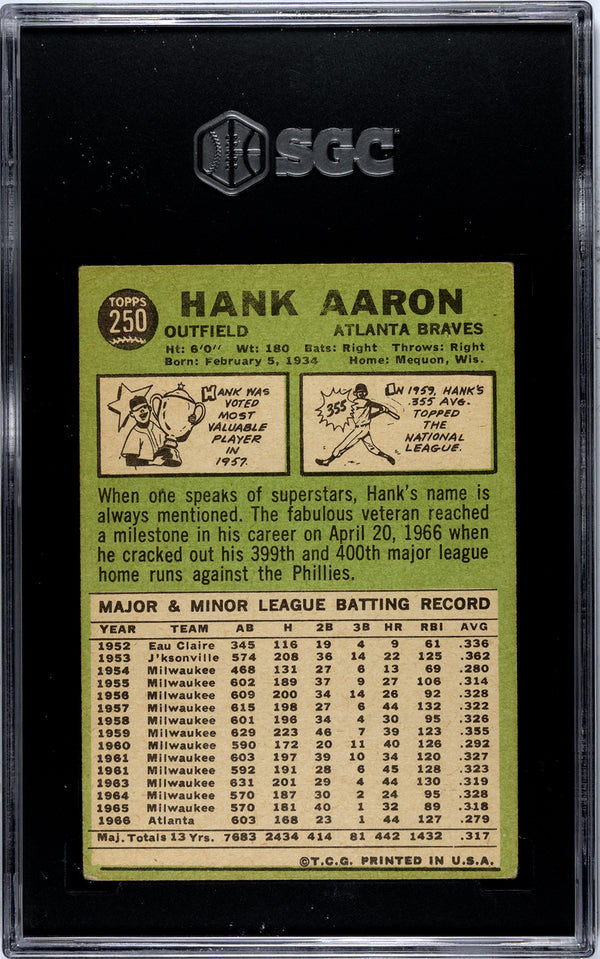 SGC
TOPPS
250
HANK AARON
OUTFIELD ATLANTA BRAVES
Ht: 6'0" Wt: 180 Bats: Right Throws: Right
Born: February 5, 1934 Home: Mequon, Wis.
HANK WAS
VOTED
MOST
VALUABLE
PLAYER
IN
1957.
355
IN 1959, HANK'S
.355 AVG.
TOPPED
THE
NATIONAL
LEAGUE.
When one speaks of superstars, Hank's name is
always mentioned. The fabulous veteran reached
a milestone in his career on April 20, 1966 when
he cracked out his 399th and 400th major league
home runs against the Phillies.
MAJOR & MINOR LEAGUE BATTING RECORD
YEAR TEAM AB H 2B 3B HR RBI AVG
1952 Eau Claire 345 116 19 4 9 61 .336
1953 J'ksonville 574 208 36 14 22 125 .362
1954 Milwaukee 468 131 27 6 13 69 .280
1955 Milwaukee 602 189 37 9 27 106 .314
1956 Milwaukee 609 200 34 14 26 92 .328
1957 Milwaukee 615 198 27 6 44 132 .322
1958 Milwaukee 601 196 34 4 30 95 .326
1959 Milwaukee 629 223 46 7 39 123 .355
1960 Milwaukee 590 172 20 11 40 126 .292
1961 Milwaukee 603 197 39 10 34 120 .327
1961 Milwaukee 592 191 28 6 45 128 .323
1963 Milwaukee 631 201 29 4 44 130 .319
1964 Milwaukee 570 187 30 2 24 95 .328
1965 Milwaukee 570 181 40 1 32 89 .318
1966 Atlanta 603 168 23 1 44 127 .279
Maj. Totals 13 Yrs. 7683 2434 414 81 442 1432 .317
©T.C.G. PRINTED IN U.S.A.